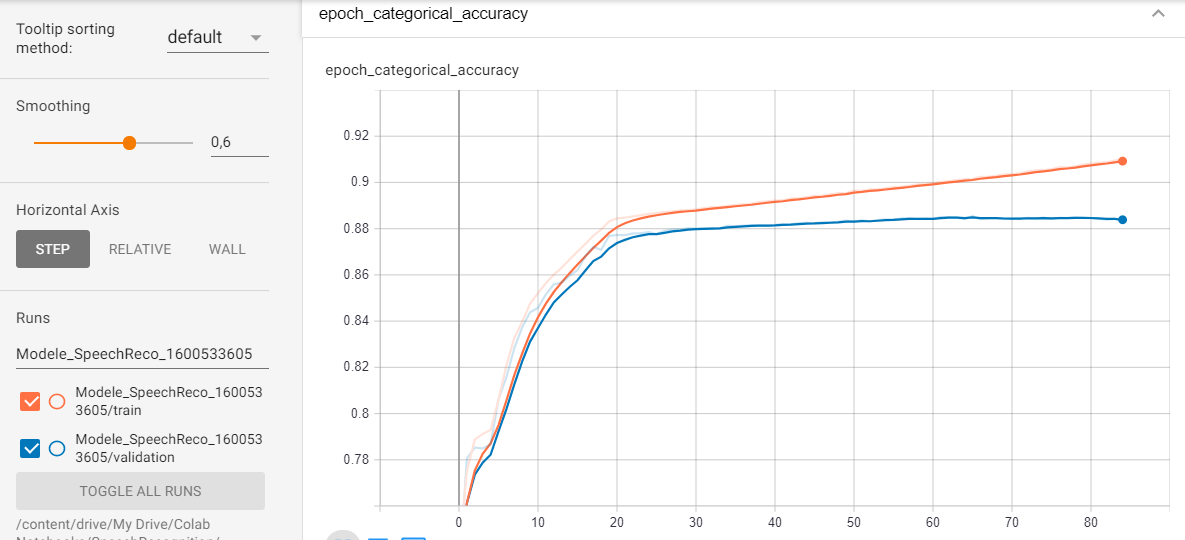 Tooltip sorting
method:
default
Smoothing
0,6
Horizontal Axis
STEP
RELATIVE
WALL
Runs
Modele_SpeechReco_1600533605
Modele_SpeechReco_160053
3605/train
Modele_SpeechReco_160053
3605/validation
TOGGLE ALL RUNS
/content/drive/My Drive/Colab
Notebooks/SpeechRecognition/
epoch_categorical_accuracy
epoch_categorical_accuracy
0.92
0.9
0.88
0.86
0.84
0.82
0.8
0.78
0
10
20
30
40
50
60
70
80